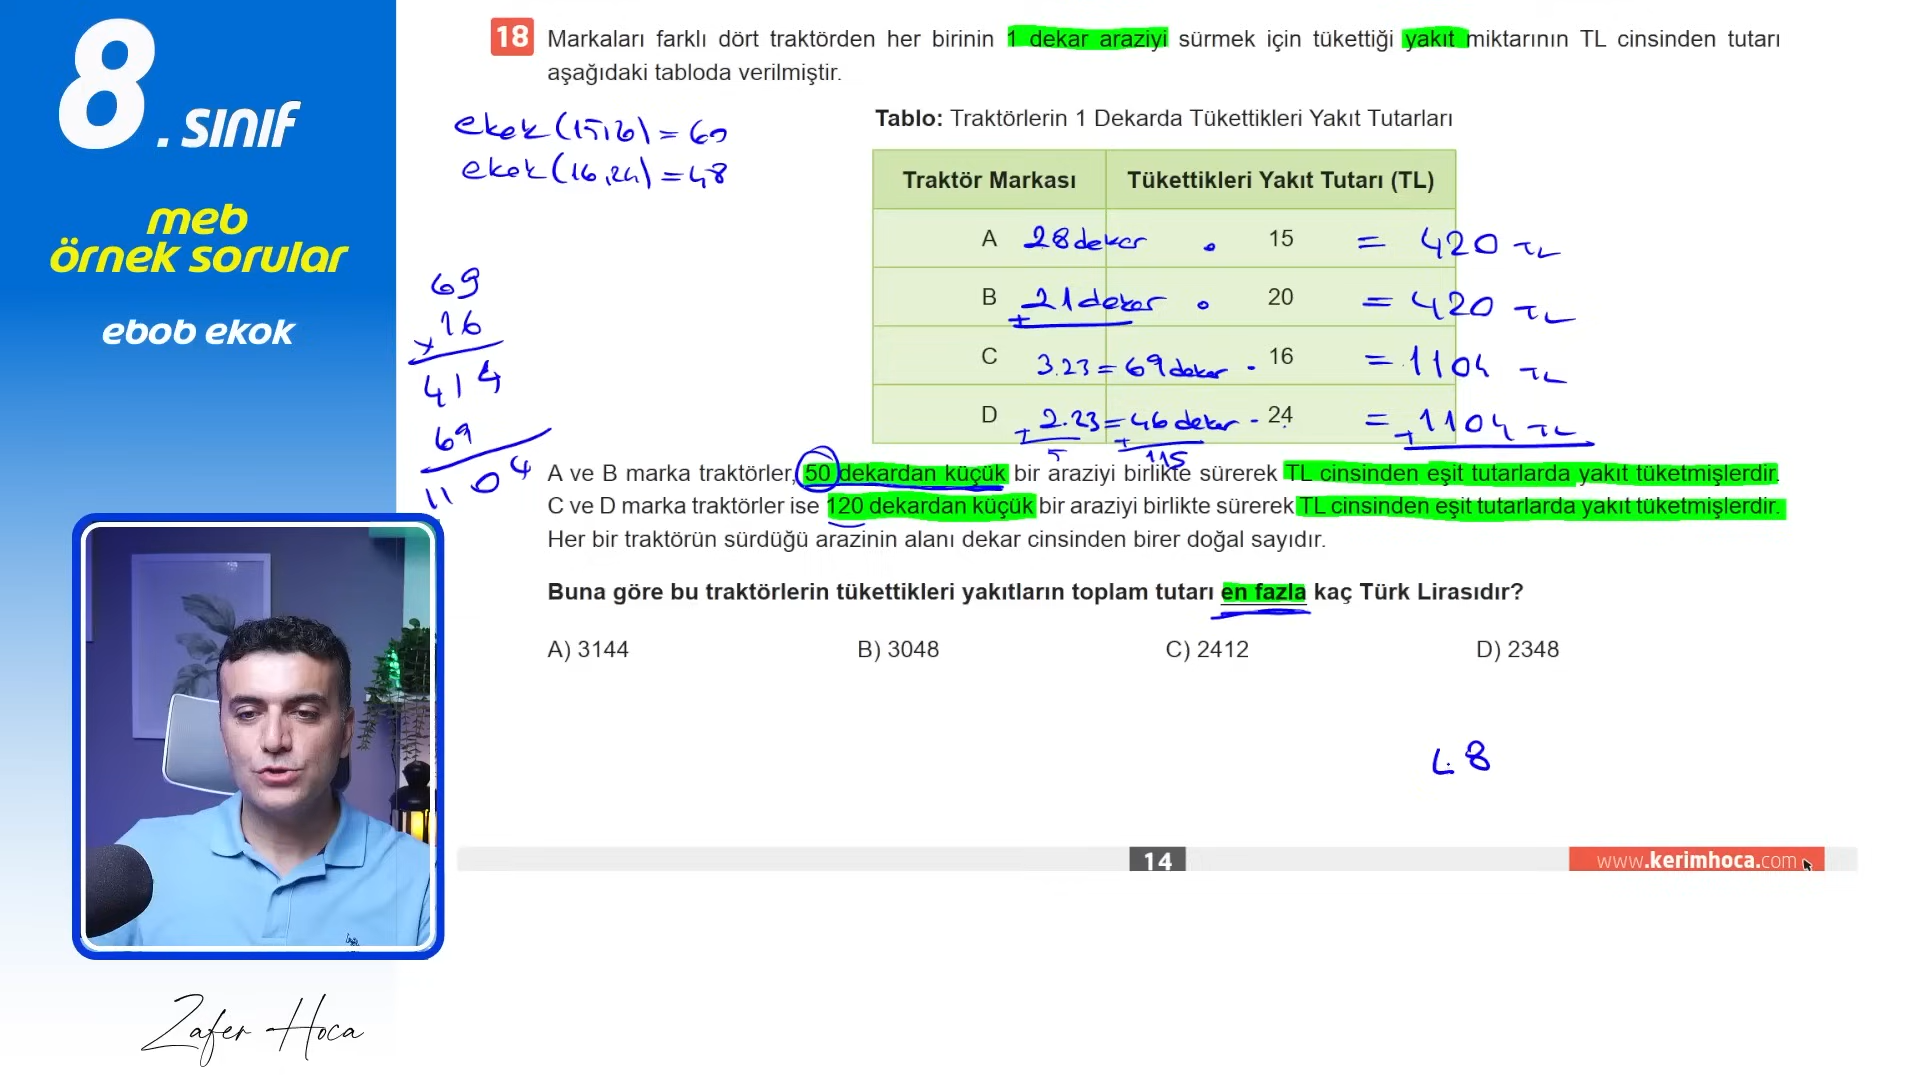 8. SINIF
meb
örnek sorular
ebob ekok
18 Markaları farklı dört traktörden her birinin 1 dekar araziyi sürmek için tükettiği yakıt miktarının TL cinsinden tutarı
aşağıdaki tabloda verilmiştir.
ekok (15,20) = 60
ekok (16,24) = 48
Tablo: Traktörlerin 1 Dekarda Tükettikleri Yakıt Tutarları
Traktör Markası Tükettikleri Yakıt Tutarı (TL)
A 28 dekar . 15 = 420 TL
B 21 dekar . 20 = 420 TL
+
C 3.23 = 69 dekar . 16 = 1104 TL
D 2.23 = 46 dekar . 24 = 1104 TL
+ + +
5 115
69
x 16
414
69
1104
A ve B marka traktörler, 50 dekardan küçük bir araziyi birlikte sürerek TL cinsinden eşit tutarlarda yakıt tüketmişlerdir.
C ve D marka traktörler ise 120 dekardan küçük bir araziyi birlikte sürerek TL cinsinden eşit tutarlarda yakıt tüketmişlerdir.
Her bir traktörün sürdüğü arazinin alanı dekar cinsinden birer doğal sayıdır.
Buna göre bu traktörlerin tükettikleri yakıtların toplam tutarı en fazla kaç Türk Lirasıdır?
A) 3144 B) 3048 C) 2412 D) 2348
48
14
www.kerimhoca.com
Zafer Hoca